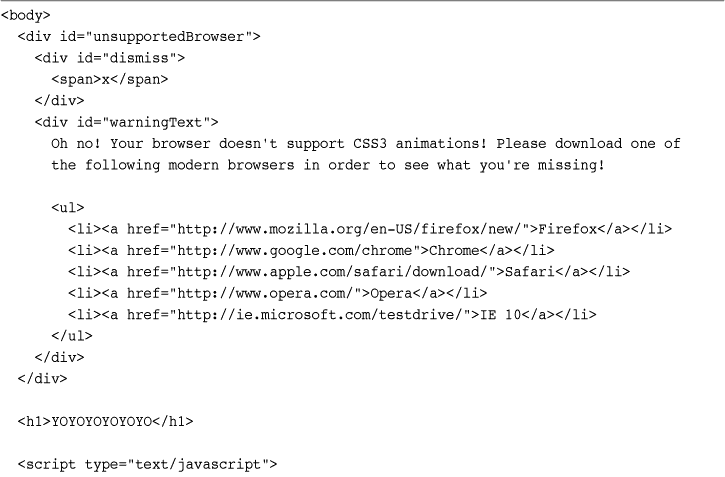 <body>
  <div id="unsupportedBrowser">
    <div id="dismiss">
      <span>x</span>
    </div>
    <div id="warningText">
      Oh no! Your browser doesn't support CSS3 animations! Please download one of
      the following modern browsers in order to see what you're missing!

      <ul>
        <li><a href="http://www.mozilla.org/en-US/firefox/new/">Firefox</a></li>
        <li><a href="http://www.google.com/chrome">Chrome</a></li>
        <li><a href="http://www.apple.com/safari/download/">Safari</a></li>
        <li><a href="http://www.opera.com/">Opera</a></li>
        <li><a href="http://ie.microsoft.com/testdrive/">IE 10</a></li>
      </ul>
    </div>
  </div>

  <h1>YOYOYOYOYOYO</h1>

  <script type="text/javascript">